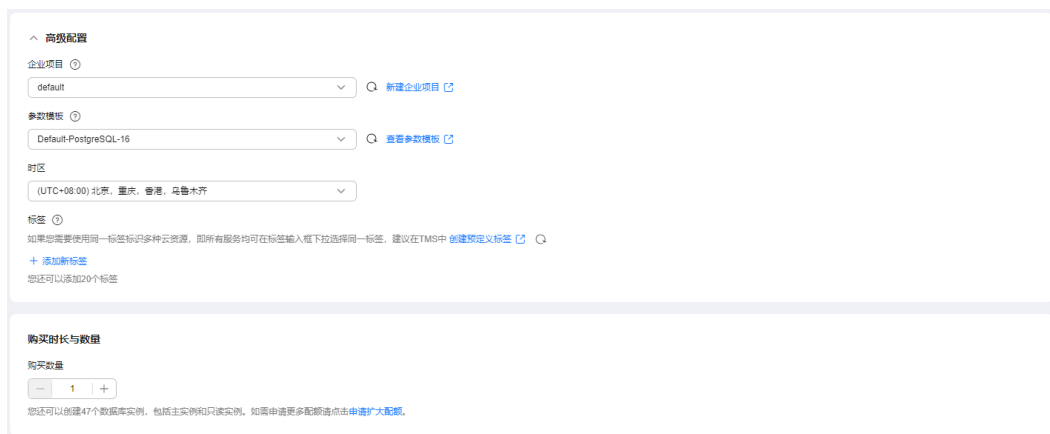 高级配置
企业项目
default
新建企业项目
参数模板
Default-PostgreSQL-16
查看参数模板
时区
(UTC+08:00) 北京，重庆，香港，乌鲁木齐
标签
如果您需要使用同一标签标识多种云资源，即所有服务均可在标签输入框下拉选择同一标签，建议在TMS中 创建预定义标签
+ 添加新标签
您还可以添加20个标签
购买时长与数量
购买数量
1
您还可以创建47个数据库实例，包括主实例和只读实例。如需申请更多配额请点击申请扩大配额。